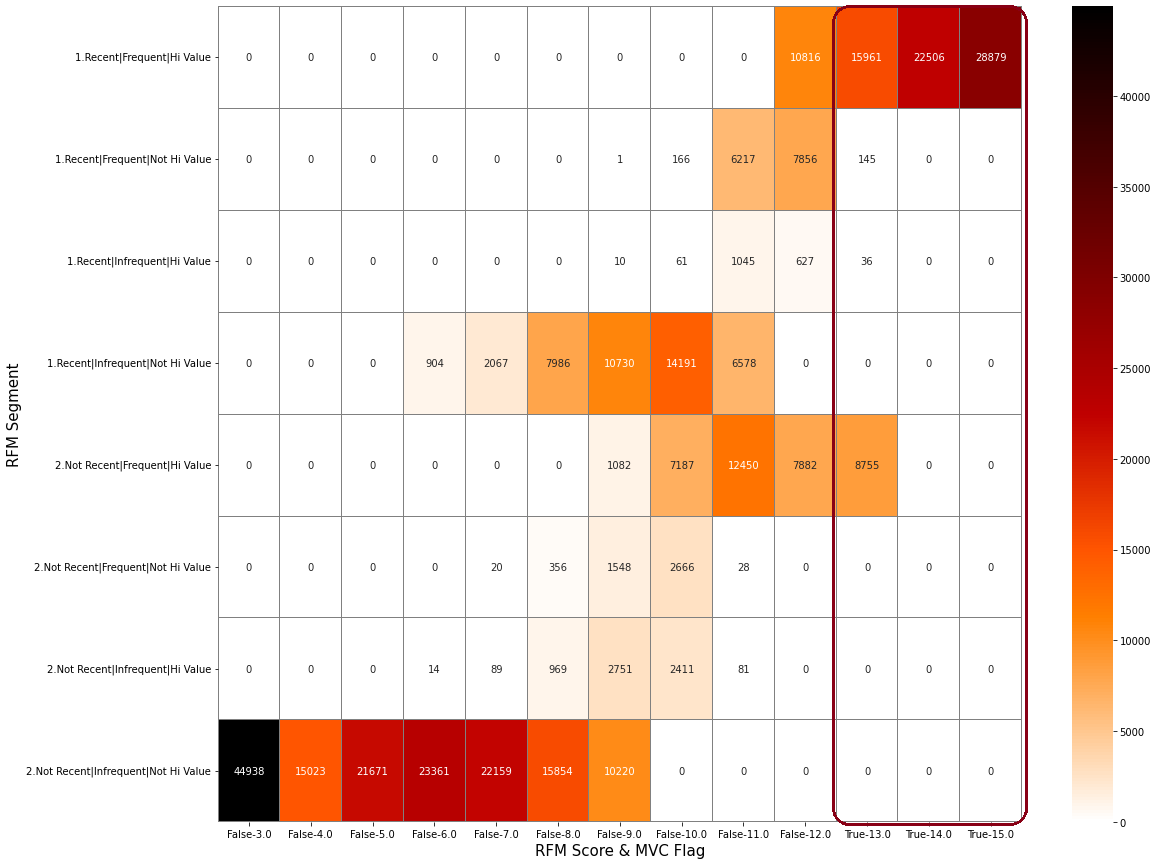 1.Recent|Frequent|Hi Value 0 0 0 0 0 0 0 0 0 10816 15961 22506 28879
1.Recent|Frequent|Not Hi Value 0 0 0 0 0 0 1 166 6217 7856 145 0 0
1.Recent|Infrequent|Hi Value 0 0 0 0 0 0 10 61 1045 627 36 0 0
1.Recent|Infrequent|Not Hi Value 0 0 0 904 2067 7986 10730 14191 6578 0 0 0 0
2.Not Recent|Frequent|Hi Value 0 0 0 0 0 0 1082 7187 12450 7882 8755 0 0
2.Not Recent|Frequent|Not Hi Value 0 0 0 0 20 356 1548 2666 28 0 0 0 0
2.Not Recent|Infrequent|Hi Value 0 0 0 14 89 969 2751 2411 81 0 0 0 0
2.Not Recent|Infrequent|Not Hi Value 44938 15023 21671 23361 22159 15854 10220 0 0 0 0 0 0
False-3.0 False-4.0 False-5.0 False-6.0 False-7.0 False-8.0 False-9.0 False-10.0 False-11.0 False-12.0 True-13.0 True-14.0 True-15.0
RFM Score & MVC Flag
RFM Segment
40000
35000
30000
25000
20000
15000
10000
5000
0